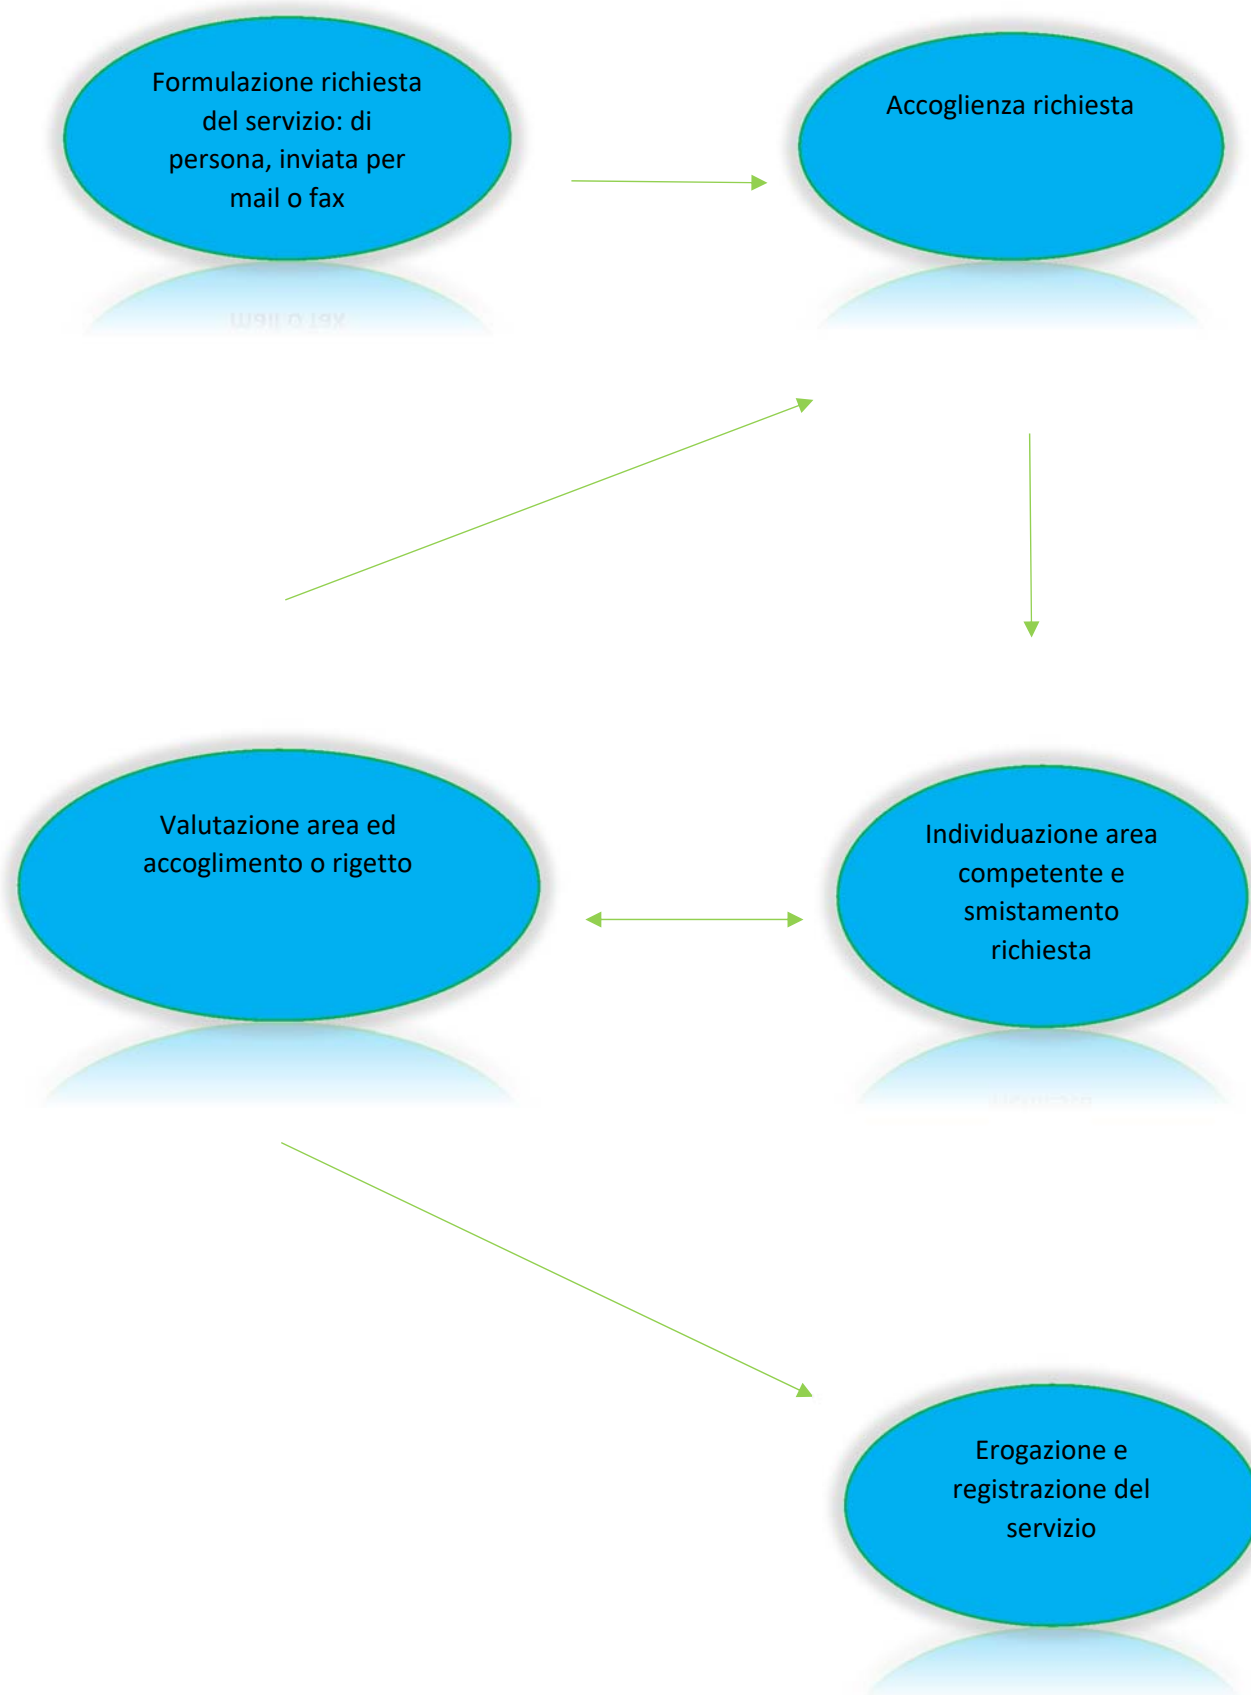 Formulazione richiesta
del servizio: di
persona, inviata per
mail o fax
Accoglienza richiesta
Valutazione area ed
accoglimento o rigetto
Individuazione area
competente e
smistamento
richiesta
Erogazione e
registrazione del
servizio